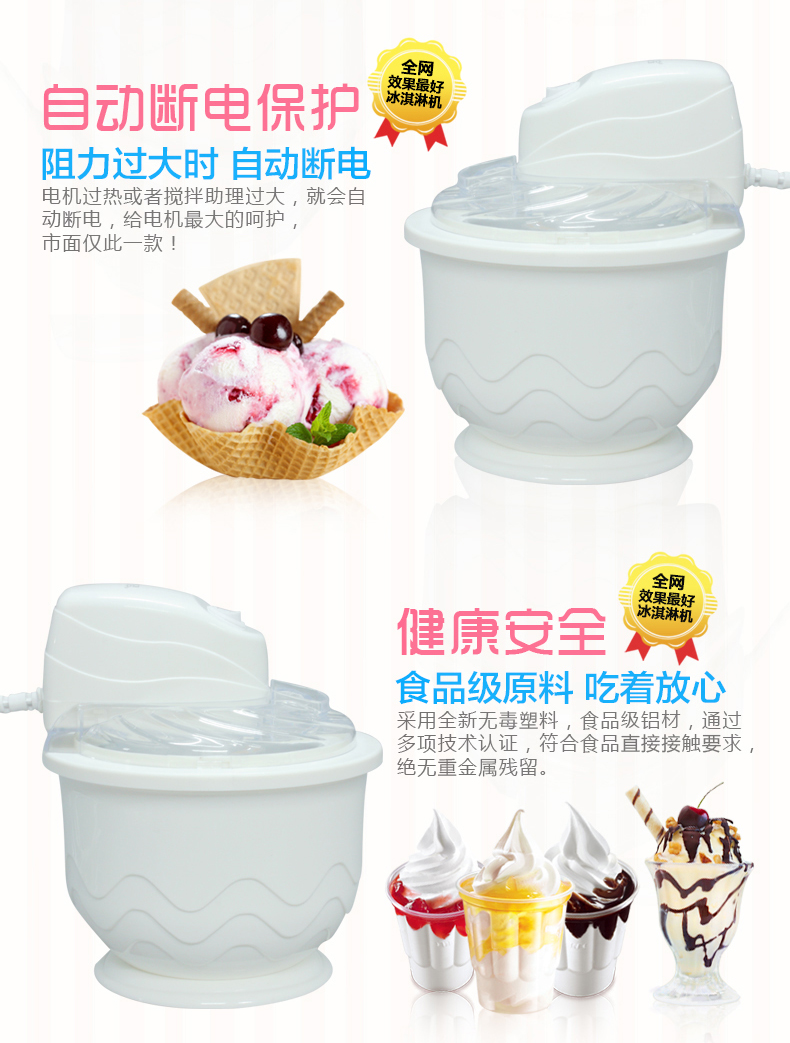 自动断电保护
全网
效果最好
冰淇淋机
阻力过大时 自动断电
电机过热或者搅拌助理过大，就会自
动断电，给电机最大的呵护，
市面仅此一款！
健康安全
全网
效果最好
冰淇淋机
食品级原料 吃着放心
采用全新无毒塑料，食品级铝材，通过
多项技术认证，符合食品直接接触要求，
绝无重金属残留。